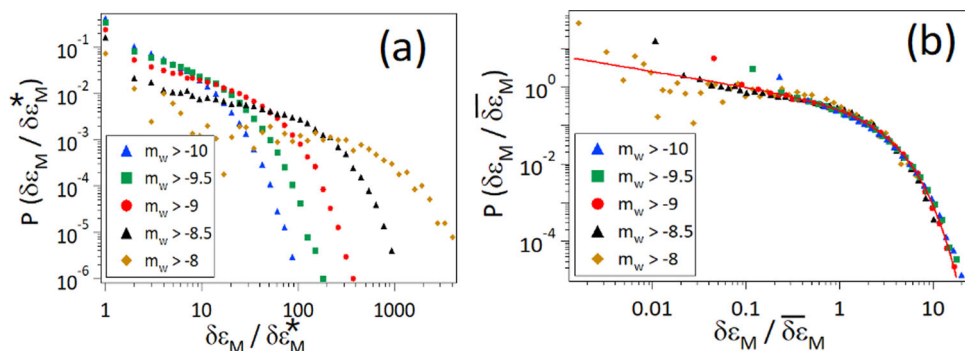 (a)
P (δε_M / δε*_M)
10⁻¹
10⁻²
10⁻³
10⁻⁴
10⁻⁵
10⁻⁶
m_w > -10
m_w > -9.5
m_w > -9
m_w > -8.5
m_w > -8
1 10 100 1000
δε_M / δε*_M
(b)
P (δε_M / δε̅_M)
10⁰
10⁻²
10⁻⁴
m_w > -10
m_w > -9.5
m_w > -9
m_w > -8.5
m_w > -8
0.01 0.1 1 10
δε_M / δε̅_M